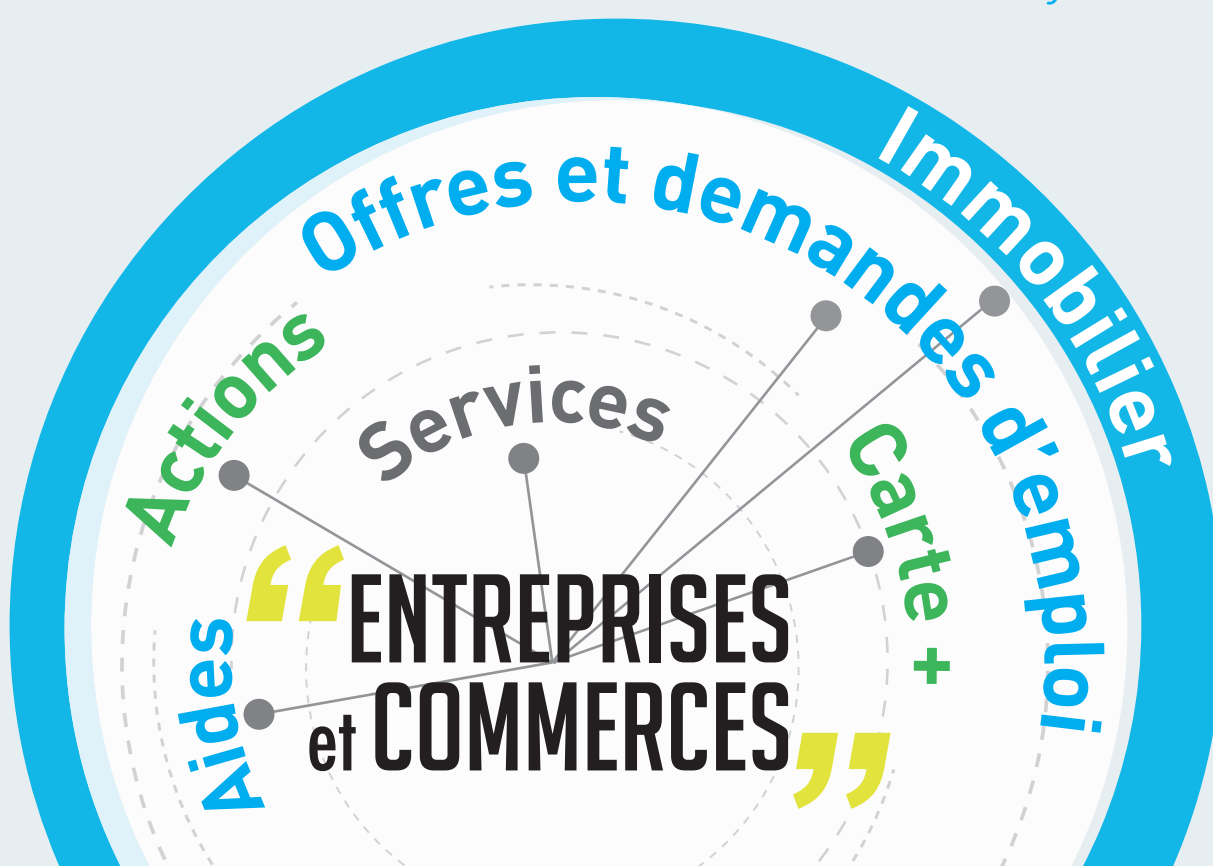 Immobilier
Offres et demandes d'emploi
Actions
Services
Carte +
Aides
“ENTREPRISES
et COMMERCES”